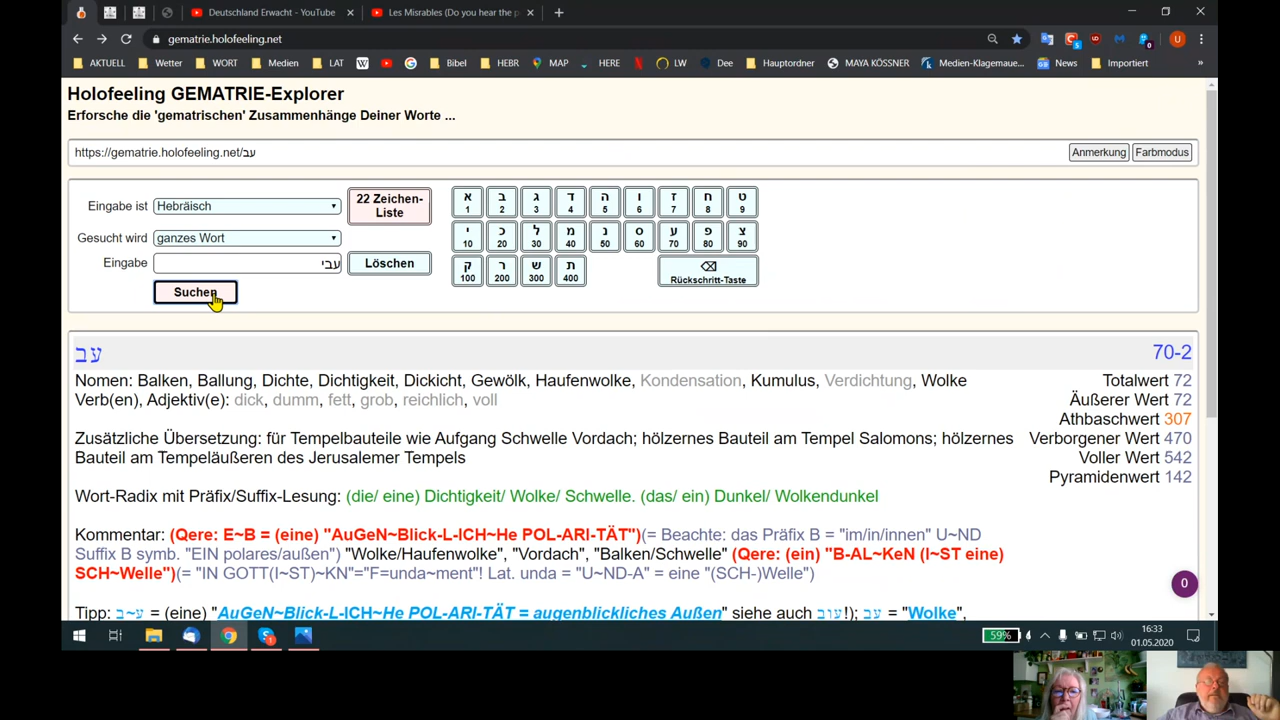 Deutschland Erwacht - YouTube
Les Misrables (Do you hear the p
gematrie.holofeeling.net
AKTUELL Wetter WORT Medien LAT Bibel HEBR MAP HERE LW Dee Hauptordner MAYA KÖSSNER Medien-Klagemaue... News Importiert
Holofeeling GEMATRIE-Explorer
Erforsche die 'gematrischen' Zusammenhänge Deiner Worte ...
https://gematrie.holofeeling.net/עב
Anmerkung Farbmodus
Eingabe ist Hebräisch
22 Zeichen-Liste
Gesucht wird ganzes Wort
Eingabe עבי Löschen
Suchen
א 1 ב 2 ג 3 ד 4 ה 5 ו 6 ז 7 ח 8 ט 9
י 10 כ 20 ל 30 מ 40 נ 50 ס 60 ע 70 פ 80 צ 90
ק 100 ר 200 ש 300 ת 400 ⌫ Rückschritt-Taste
עב 70-2
Nomen: Balken, Ballung, Dichte, Dichtigkeit, Dickicht, Gewölk, Haufenwolke, Kondensation, Kumulus, Verdichtung, Wolke
Verb(en), Adjektiv(e): dick, dumm, fett, grob, reichlich, voll
Totalwert 72
Äußerer Wert 72
Athbaschwert 307
Verborgener Wert 470
Voller Wert 542
Pyramidenwert 142
Zusätzliche Übersetzung: für Tempelbauteile wie Aufgang Schwelle Vordach; hölzernes Bauteil am Tempel Salomons; hölzernes
Bauteil am Tempeläußeren des Jerusalemer Tempels
Wort-Radix mit Präfix/Suffix-Lesung: (die/ eine) Dichtigkeit/ Wolke/ Schwelle. (das/ ein) Dunkel/ Wolkendunkel
Kommentar: (Qere: E~B = (eine) "AuGeN~Blick-L-ICH~He POL-ARI-TÄT")(= Beachte: das Präfix B = "im/in/innen" U~ND
Suffix B symb. "EIN polares/außen") "Wolke/Haufenwolke", "Vordach", "Balken/Schwelle" (Qere: (ein) "B-AL~KeN (I~ST eine)
SCH~Welle")(= "IN GOTT(I~ST)~KN"="F=unda~ment"! Lat. unda = "U~ND-A" = eine "(SCH-)Welle")
Tipp: ע~ב = (eine) "AuGeN~Blick-L-ICH~He POL-ARI-TÄT = augenblickliches Außen" siehe auch עוב!); עב = "Wolke",
0
59%
16:33
01.05.2020